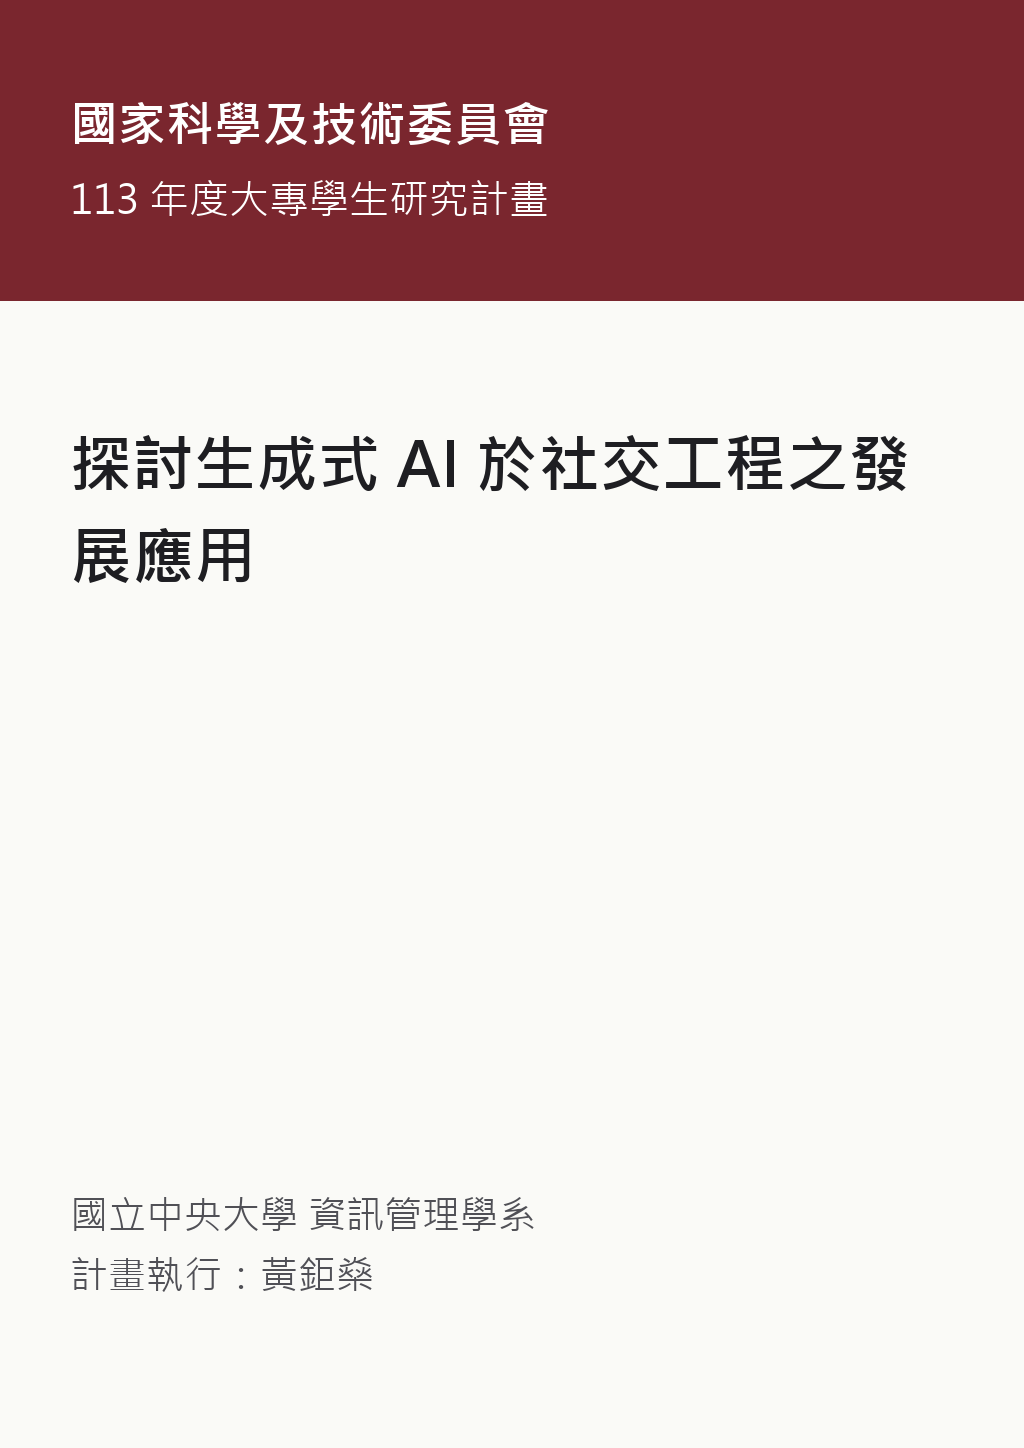 國家科學及技術委員會
113 年度大專學生研究計畫
探討生成式 AI 於社交工程之發
展應用
國立中央大學 資訊管理學系
計畫執行：黃鉅燊